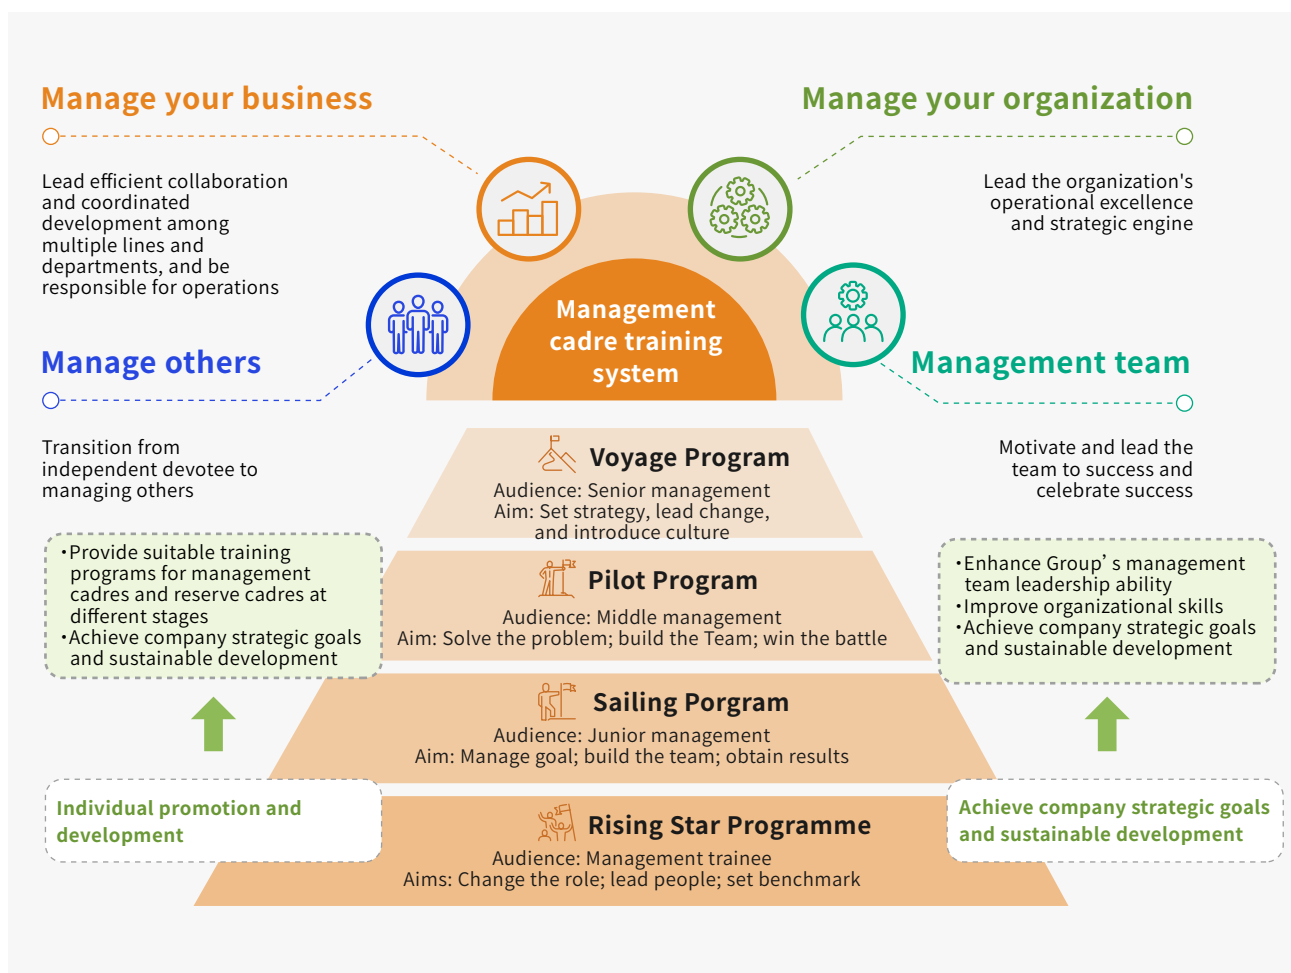 Manage your business
Lead efficient collaboration
and coordinated
development among
multiple lines and
departments, and be
responsible for operations
Manage your organization
Lead the organization's
operational excellence
and strategic engine
Management
cadre training
system
Manage others
Transition from
independent devotee to
managing others
Management team
Motivate and lead the
team to success and
celebrate success
Voyage Program
Audience: Senior management
Aim: Set strategy, lead change,
and introduce culture
Pilot Program
Audience: Middle management
Aim: Solve the problem; build the Team; win the battle
Sailing Porgram
Audience: Junior management
Aim: Manage goal; build the team; obtain results
Rising Star Programme
Audience: Management trainee
Aims: Change the role; lead people; set benchmark
·Provide suitable training
programs for management
cadres and reserve cadres at
different stages
·Achieve company strategic goals
and sustainable development
Individual promotion and
development
·Enhance Group’s management
team leadership ability
·Improve organizational skills
·Achieve company strategic goals
and sustainable development
Achieve company strategic goals
and sustainable development